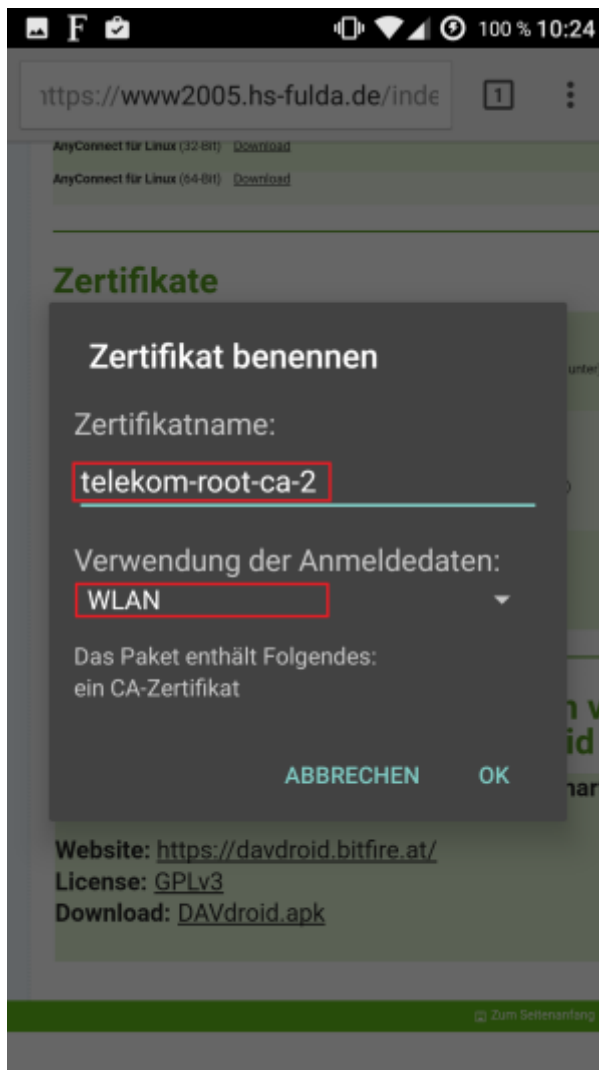 F 100 % 10:24
https://www2005.hs-fulda.de/inde 1
AnyConnect für Linux (32-Bit) Download
AnyConnect für Linux (64-Bit) Download
Zertifikate
unter
Zertifikat benennen
Zertifikatname:
telekom-root-ca-2
Verwendung der Anmeldedaten:
WLAN
Das Paket enthält Folgendes:
ein CA-Zertifikat
ABBRECHEN OK
Website: https://davdroid.bitfire.at/
License: GPLv3
Download: DAVdroid.apk
Zum Seitenanfang